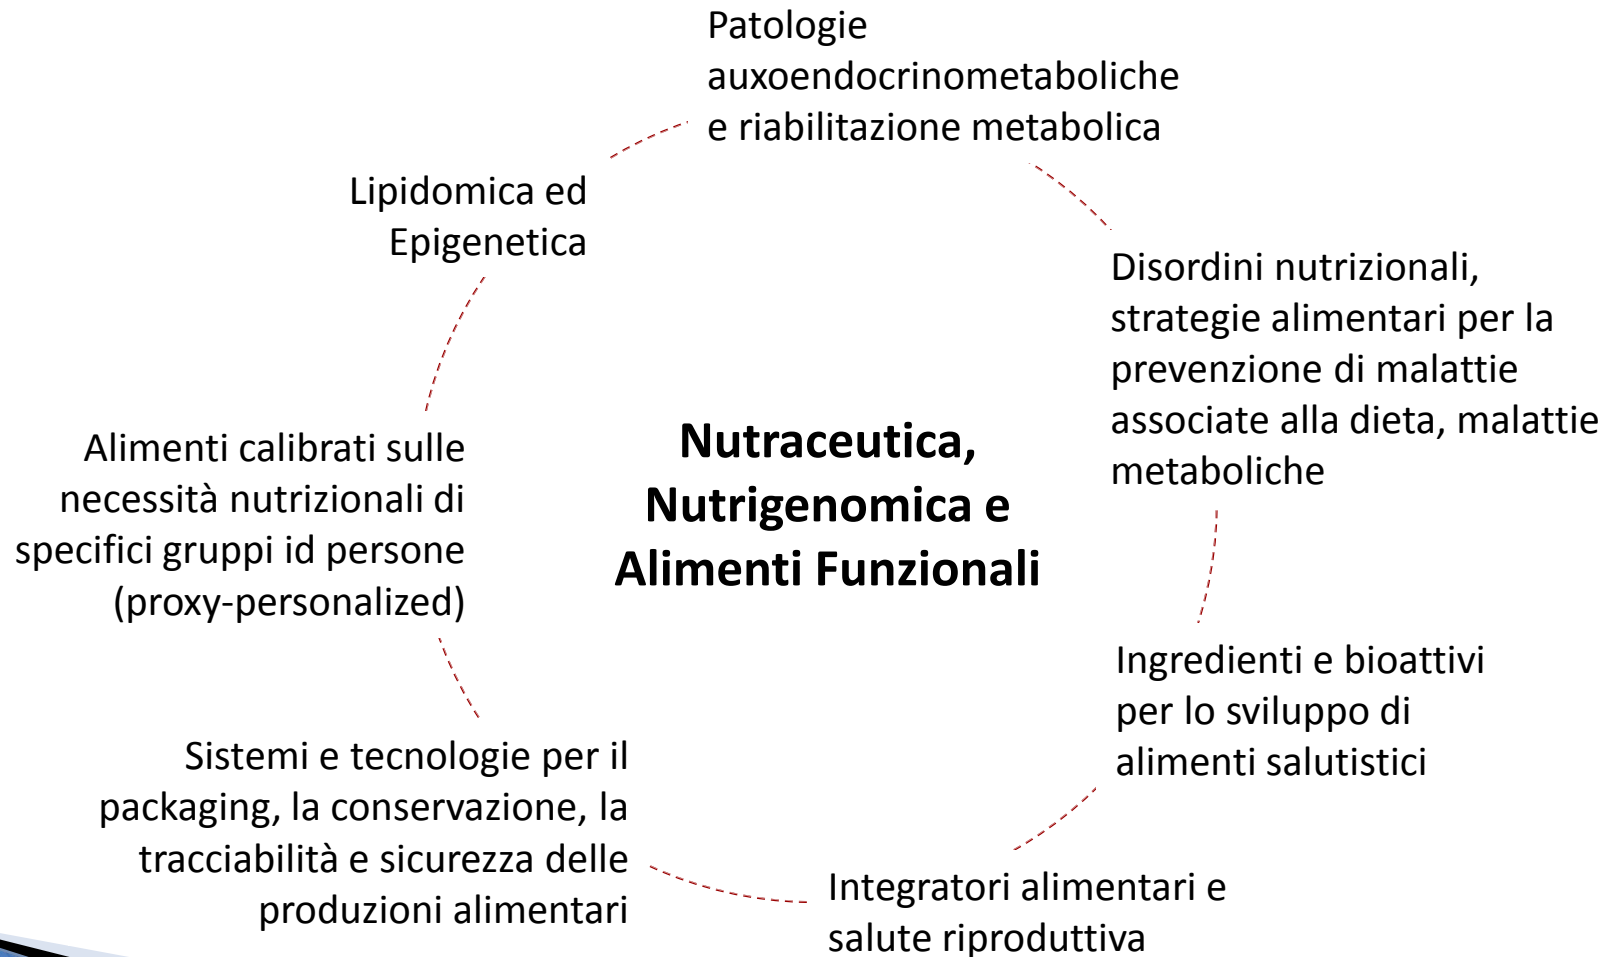 Patologie
auxoendocrinometaboliche
e riabilitazione metabolica
Lipidomica ed
Epigenetica
Disordini nutrizionali,
strategie alimentari per la
prevenzione di malattie
associate alla dieta, malattie
metaboliche
Nutraceutica,
Nutrigenomica e
Alimenti Funzionali
Alimenti calibrati sulle
necessità nutrizionali di
specifici gruppi id persone
(proxy-personalized)
Ingredienti e bioattivi
per lo sviluppo di
alimenti salutistici
Sistemi e tecnologie per il
packaging, la conservazione, la
tracciabilità e sicurezza delle
produzioni alimentari
Integratori alimentari e
salute riproduttiva